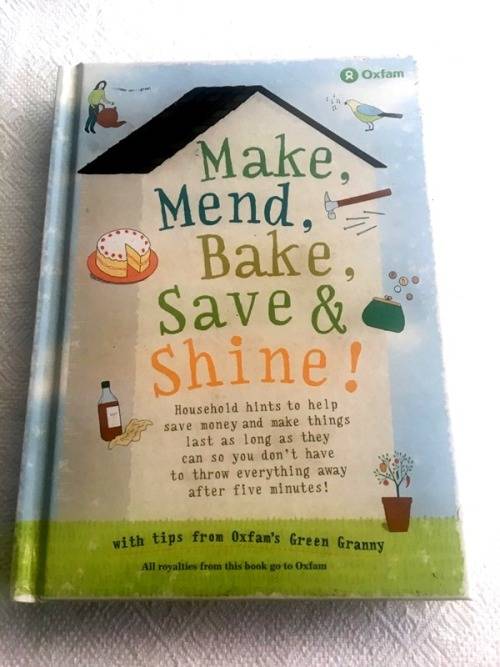 Oxfam
Make,
Mend,
Bake,
Save &
Shine!
Household hints to help
save money and make things
last as long as they
can so you don't have
to throw everything away
after five minutes!
with tips from Oxfam's Green Granny
All royalties from this book go to Oxfam